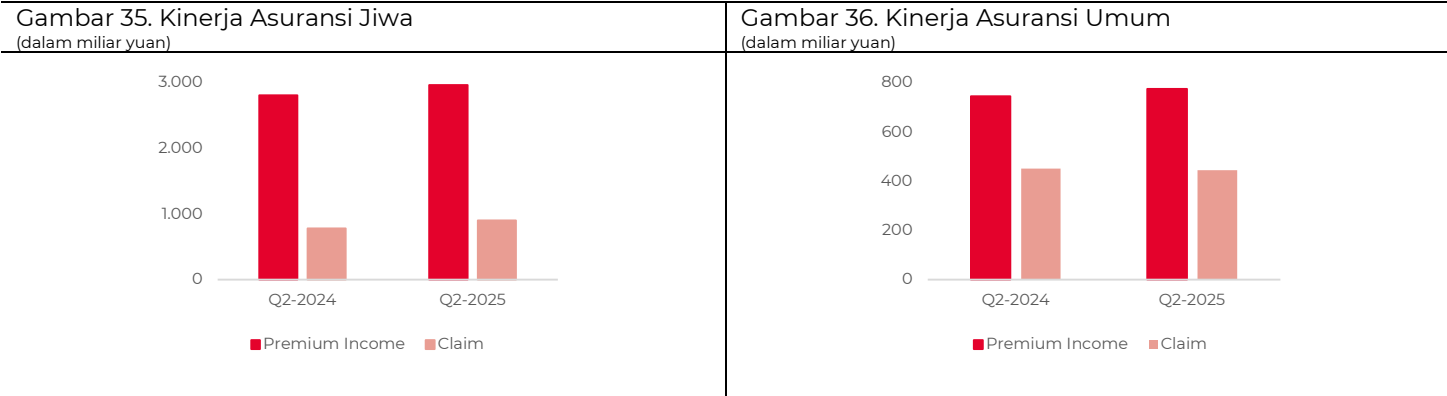 Gambar 35. Kinerja Asuransi Jiwa
(dalam miliar yuan)
3.000
2.000
1.000
0
Q2-2024
Q2-2025
Premium Income
Claim
Gambar 36. Kinerja Asuransi Umum
(dalam miliar yuan)
800
600
400
200
0
Q2-2024
Q2-2025
Premium Income
Claim